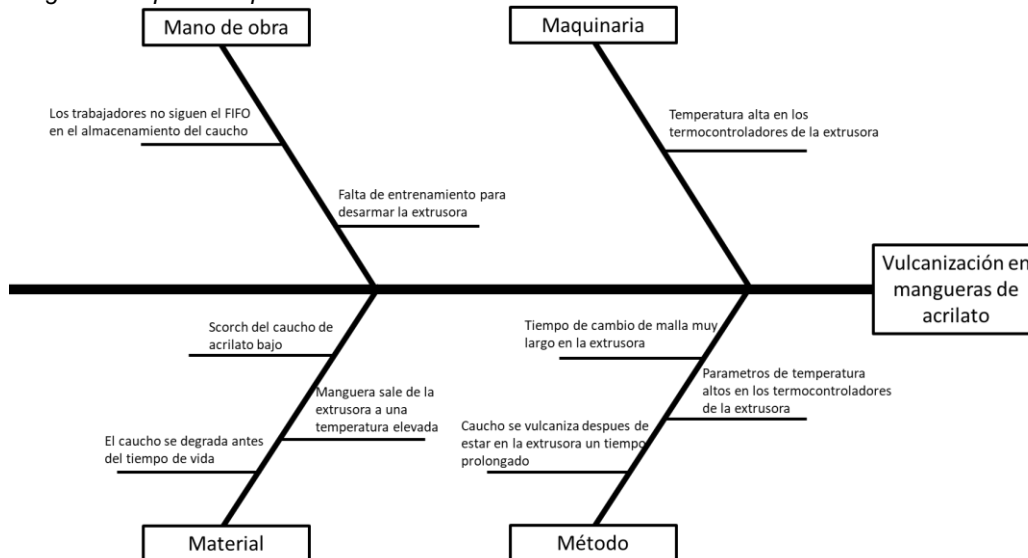 Mano de obra
Maquinaria
Los trabajadores no siguen el FIFO
en el almacenamiento del caucho
Temperatura alta en los
termocontroladores de la extrusora
Falta de entrenamiento para
desarmar la extrusora
Vulcanización en
mangueras de
acrilato
Scorch del caucho de
acrilato bajo
Tiempo de cambio de malla muy
largo en la extrusora
Manguera sale de la
extrusora a una
temperatura elevada
Parametros de temperatura
altos en los termocontroladores
de la extrusora
El caucho se degrada antes
del tiempo de vida
Caucho se vulcaniza despues de
estar en la extrusora un tiempo
prolongado
Material
Método